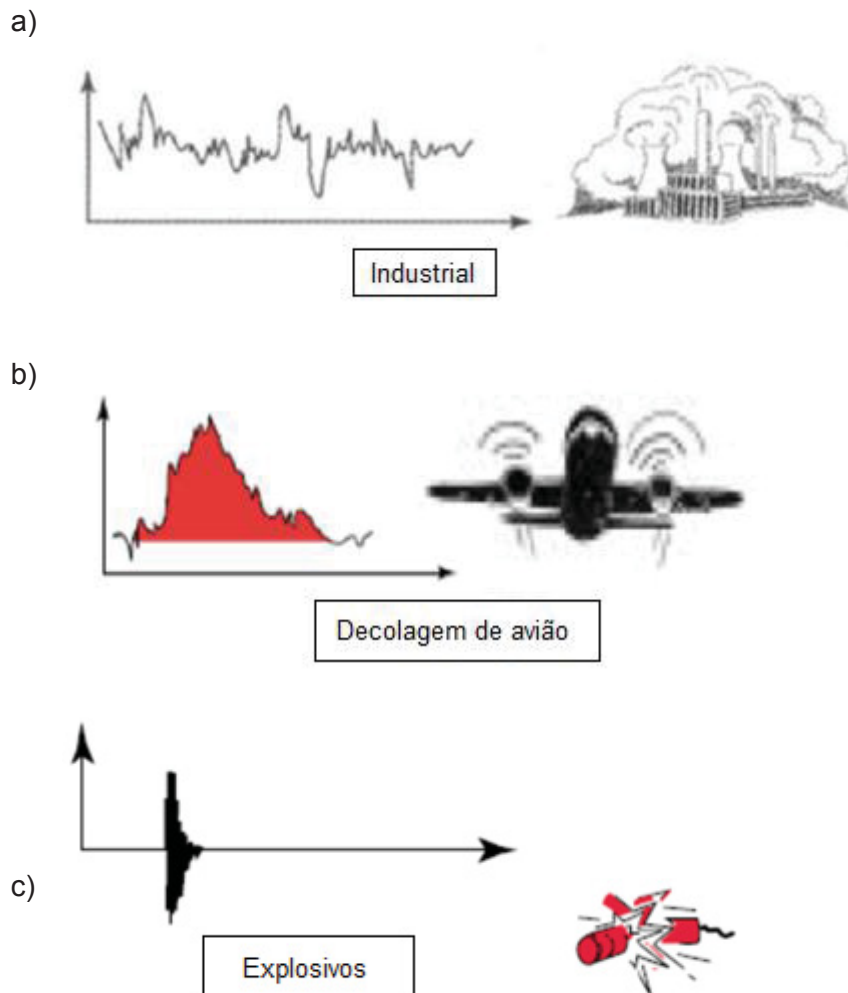 a)
Industrial
b)
Decolagem de avião
c)
Explosivos